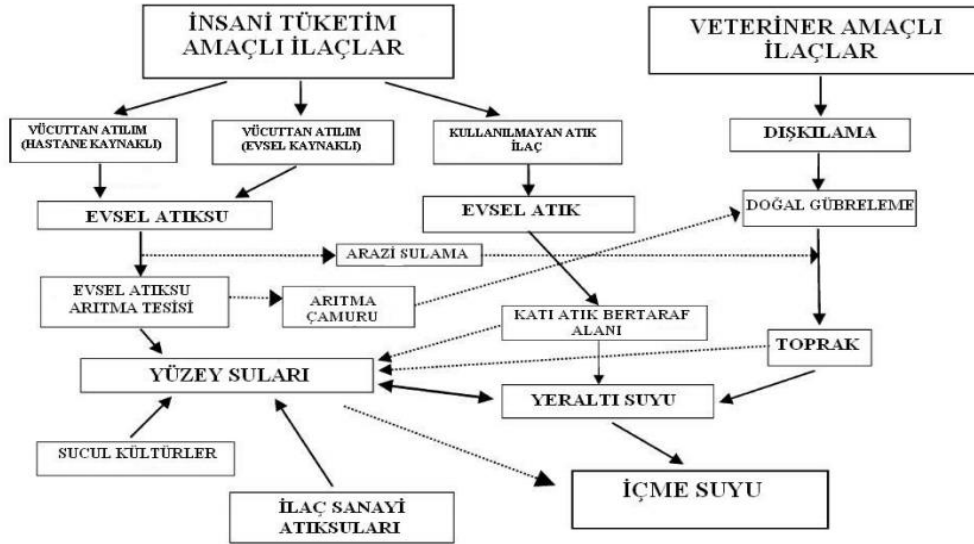 İNSANİ TÜKETİM
AMAÇLI İLAÇLAR
VETERİNER AMAÇLI
İLAÇLAR
VÜCUTTAN ATILIM
(HASTANE KAYNAKLI)
VÜCUTTAN ATILIM
(EVSEL KAYNAKLI)
KULLANILMAYAN ATIK
İLAÇ
DIŞKILAMA
EVSEL ATIKSU
EVSEL ATIK
DOĞAL GÜBRELEME
ARAZİ SULAMA
EVSEL ATIKSU
ARITMA TESİSİ
ARITMA
ÇAMURU
KATI ATIK BERTARAF
ALANI
TOPRAK
YÜZEY SULARI
YERALTI SUYU
SUCUL KÜLTÜRLER
İLAÇ SANAYİ
ATIKSULARI
İÇME SUYU